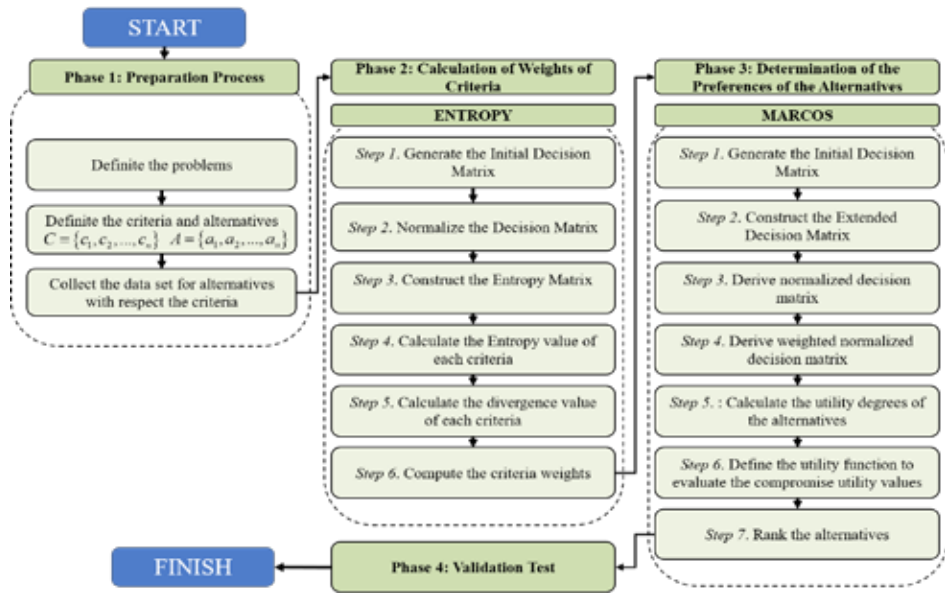 START
Phase 1: Preparation Process
Definite the problems
Definite the criteria and alternatives
C = {c₁, c₂, ..., cₙ} A = {a₁, a₂, ..., aₙ}
Collect the data set for alternatives
with respect the criteria
Phase 2: Calculation of Weights of
Criteria
ENTROPY
Step 1. Generate the Initial Decision
Matrix
Step 2. Normalize the Decision Matrix
Step 3. Construct the Entropy Matrix
Step 4. Calculate the Entropy value of
each criteria
Step 5. Calculate the divergence value
of each criteria
Step 6. Compute the criteria weights
Phase 3: Determination of the
Preferences of the Alternatives
MARCOS
Step 1. Generate the Initial Decision
Matrix
Step 2. Construct the Extended
Decision Matrix
Step 3. Derive normalized decision
matrix
Step 4. Derive weighted normalized
decision matrix
Step 5. : Calculate the utility degrees of
the alternatives
Step 6. Define the utility function to
evaluate the compromise utility values
Step 7. Rank the alternatives
Phase 4: Validation Test
FINISH